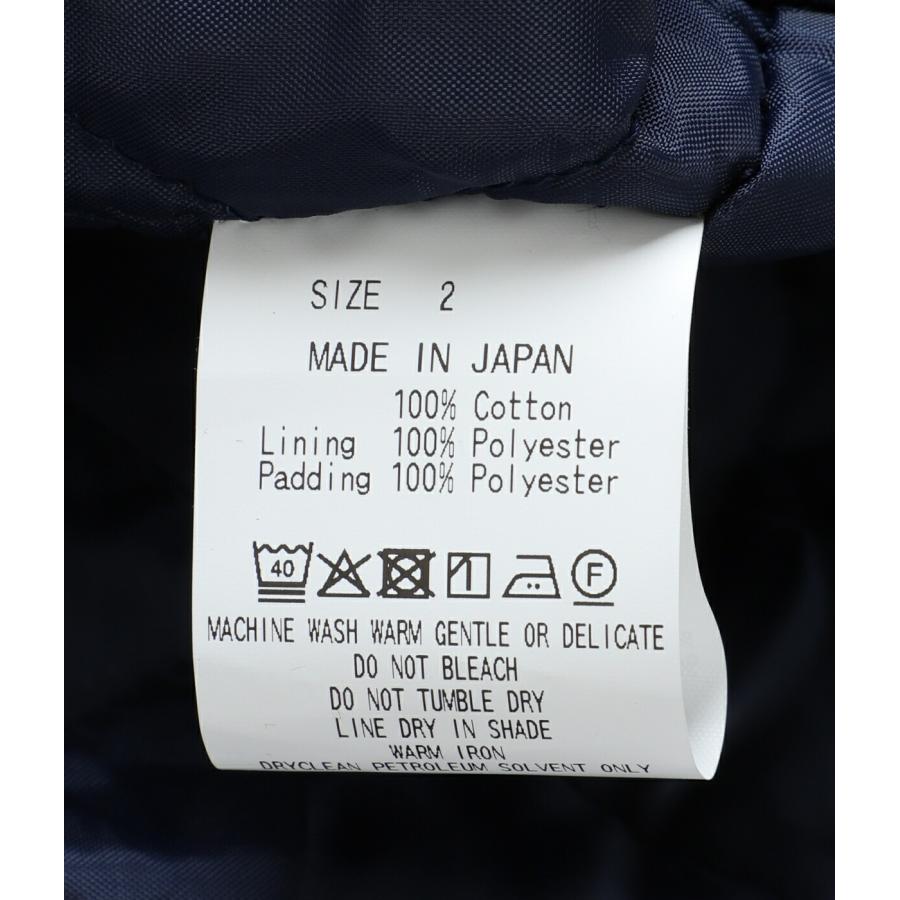 SIZE 2
MADE IN JAPAN
100% Cotton
Lining 100% Polyester
Padding 100% Polyester
40 F
MACHINE WASH WARM GENTLE OR DELICATE
DO NOT BLEACH
DO NOT TUMBLE DRY
LINE DRY IN SHADE
WARM IRON
DRYCLEAN PETROLEUM SOLVENT ONLY